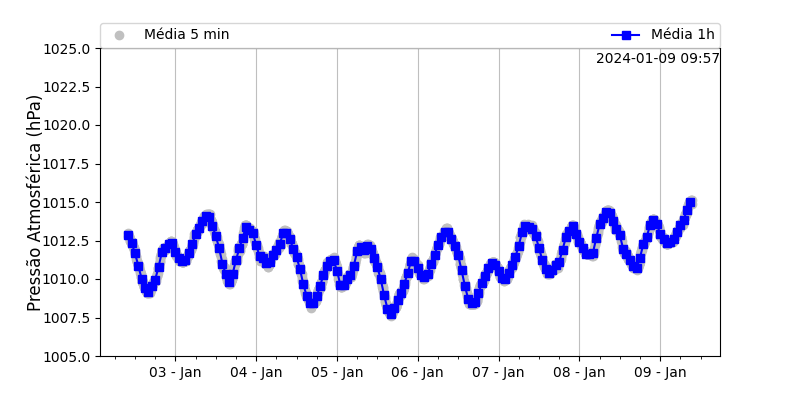 Média 5 min
Média 1h
2024-01-09 09:57
Pressão Atmosférica (hPa)
1025.0
1022.5
1020.0
1017.5
1015.0
1012.5
1010.0
1007.5
1005.0
03 - Jan
04 - Jan
05 - Jan
06 - Jan
07 - Jan
08 - Jan
09 - Jan